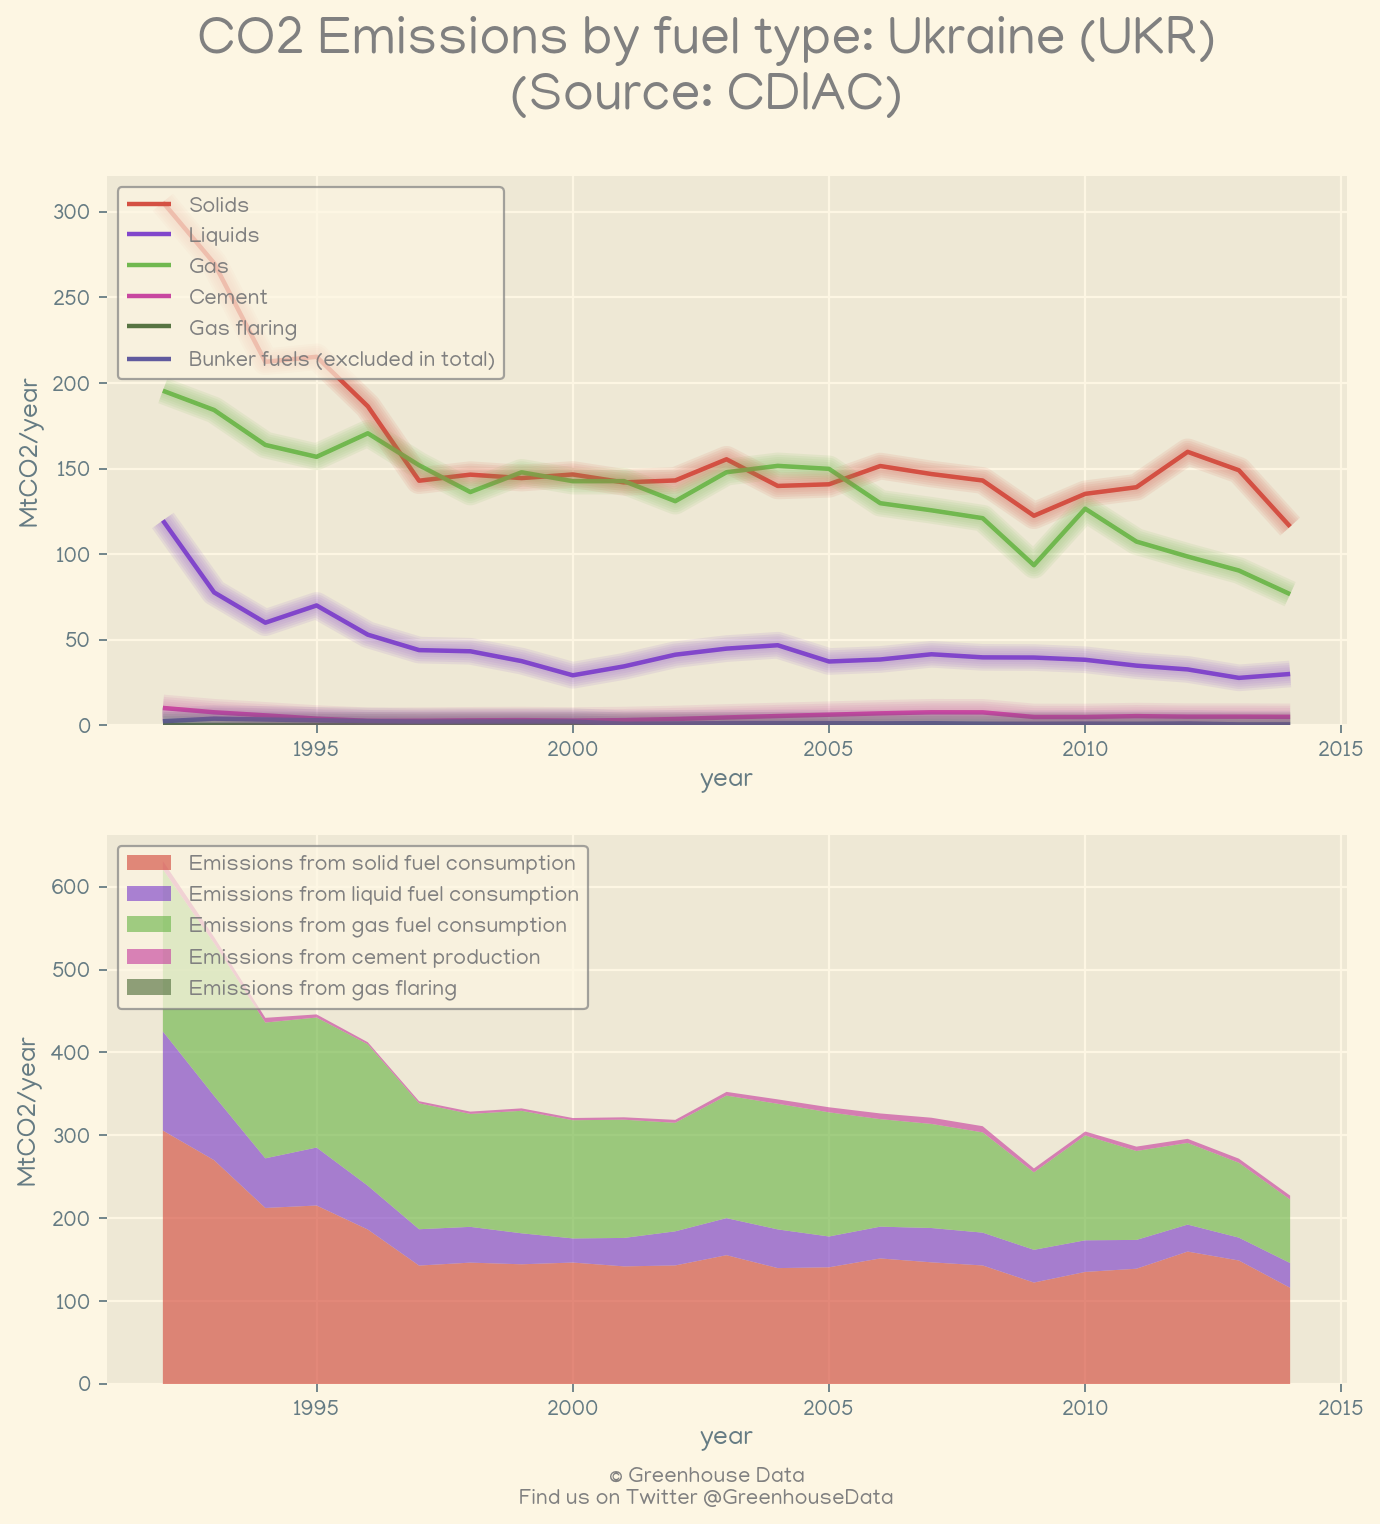 CO2 Emissions by fuel type: Ukraine (UKR)
(Source: CDIAC)
Solids
Liquids
Gas
Cement
Gas flaring
Bunker fuels (excluded in total)
300
250
200
150
100
50
0
MtCO2/year
1995 2000 2005 2010 2015
year
Emissions from solid fuel consumption
Emissions from liquid fuel consumption
Emissions from gas fuel consumption
Emissions from cement production
Emissions from gas flaring
600
500
400
300
200
100
0
MtCO2/year
1995 2000 2005 2010 2015
year
© Greenhouse Data
Find us on Twitter @GreenhouseData